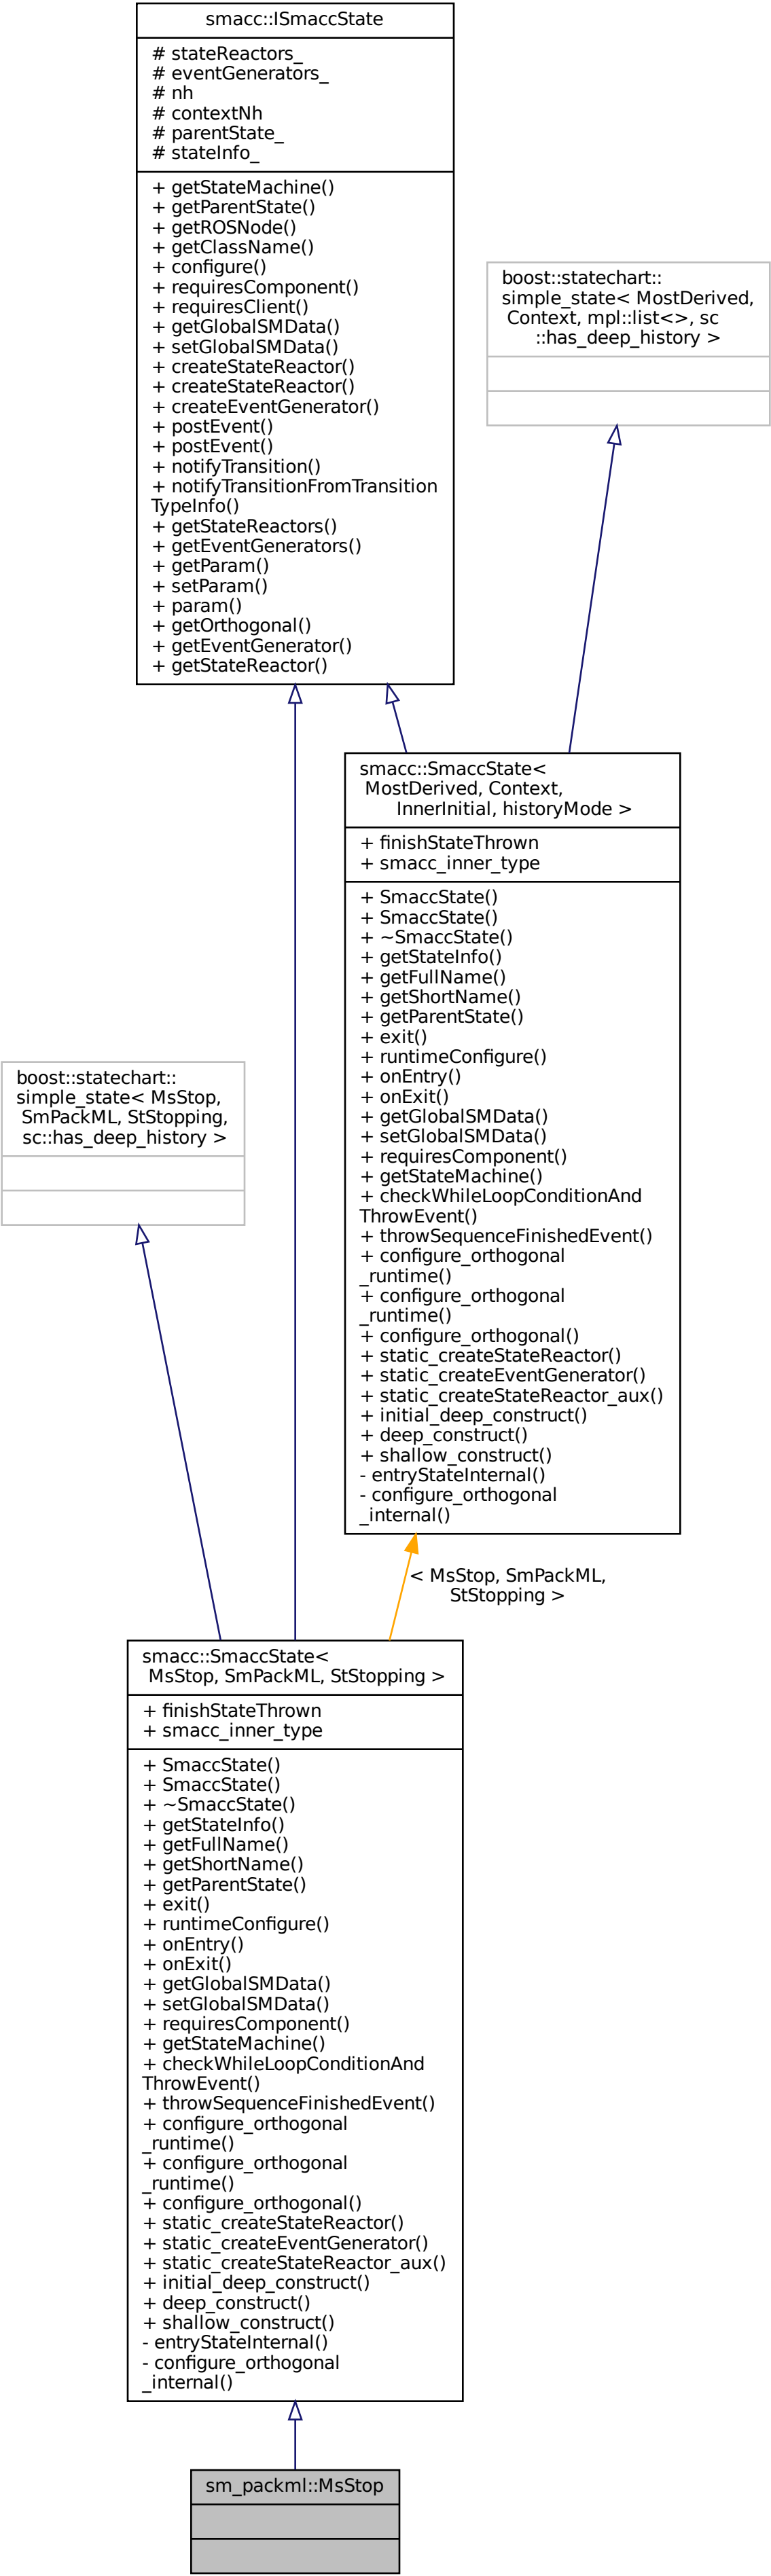 smacc::ISmaccState
# stateReactors_
# eventGenerators_
# nh
# contextNh
# parentState_
# stateInfo_
+ getStateMachine()
+ getParentState()
+ getROSNode()
+ getClassName()
+ configure()
+ requiresComponent()
+ requiresClient()
+ getGlobalSMData()
+ setGlobalSMData()
+ createStateReactor()
+ createStateReactor()
+ createEventGenerator()
+ postEvent()
+ postEvent()
+ notifyTransition()
+ notifyTransitionFromTransition
TypeInfo()
+ getStateReactors()
+ getEventGenerators()
+ getParam()
+ setParam()
+ param()
+ getOrthogonal()
+ getEventGenerator()
+ getStateReactor()
boost::statechart::
simple_state< MostDerived,
Context, mpl::list<>, sc
::has_deep_history >
smacc::SmaccState<
MostDerived, Context,
InnerInitial, historyMode >
+ finishStateThrown
+ smacc_inner_type
+ SmaccState()
+ SmaccState()
+ ~SmaccState()
+ getStateInfo()
+ getFullName()
+ getShortName()
+ getParentState()
+ exit()
+ runtimeConfigure()
+ onEntry()
+ onExit()
+ getGlobalSMData()
+ setGlobalSMData()
+ requiresComponent()
+ getStateMachine()
+ checkWhileLoopConditionAnd
ThrowEvent()
+ throwSequenceFinishedEvent()
+ configure_orthogonal
_runtime()
+ configure_orthogonal
_runtime()
+ configure_orthogonal()
+ static_createStateReactor()
+ static_createEventGenerator()
+ static_createStateReactor_aux()
+ initial_deep_construct()
+ deep_construct()
+ shallow_construct()
- entryStateInternal()
- configure_orthogonal
_internal()
boost::statechart::
simple_state< MsStop,
SmPackML, StStopping,
sc::has_deep_history >
< MsStop, SmPackML,
StStopping >
smacc::SmaccState<
MsStop, SmPackML, StStopping >
+ finishStateThrown
+ smacc_inner_type
+ SmaccState()
+ SmaccState()
+ ~SmaccState()
+ getStateInfo()
+ getFullName()
+ getShortName()
+ getParentState()
+ exit()
+ runtimeConfigure()
+ onEntry()
+ onExit()
+ getGlobalSMData()
+ setGlobalSMData()
+ requiresComponent()
+ getStateMachine()
+ checkWhileLoopConditionAnd
ThrowEvent()
+ throwSequenceFinishedEvent()
+ configure_orthogonal
_runtime()
+ configure_orthogonal
_runtime()
+ configure_orthogonal()
+ static_createStateReactor()
+ static_createEventGenerator()
+ static_createStateReactor_aux()
+ initial_deep_construct()
+ deep_construct()
+ shallow_construct()
- entryStateInternal()
- configure_orthogonal
_internal()
sm_packml::MsStop